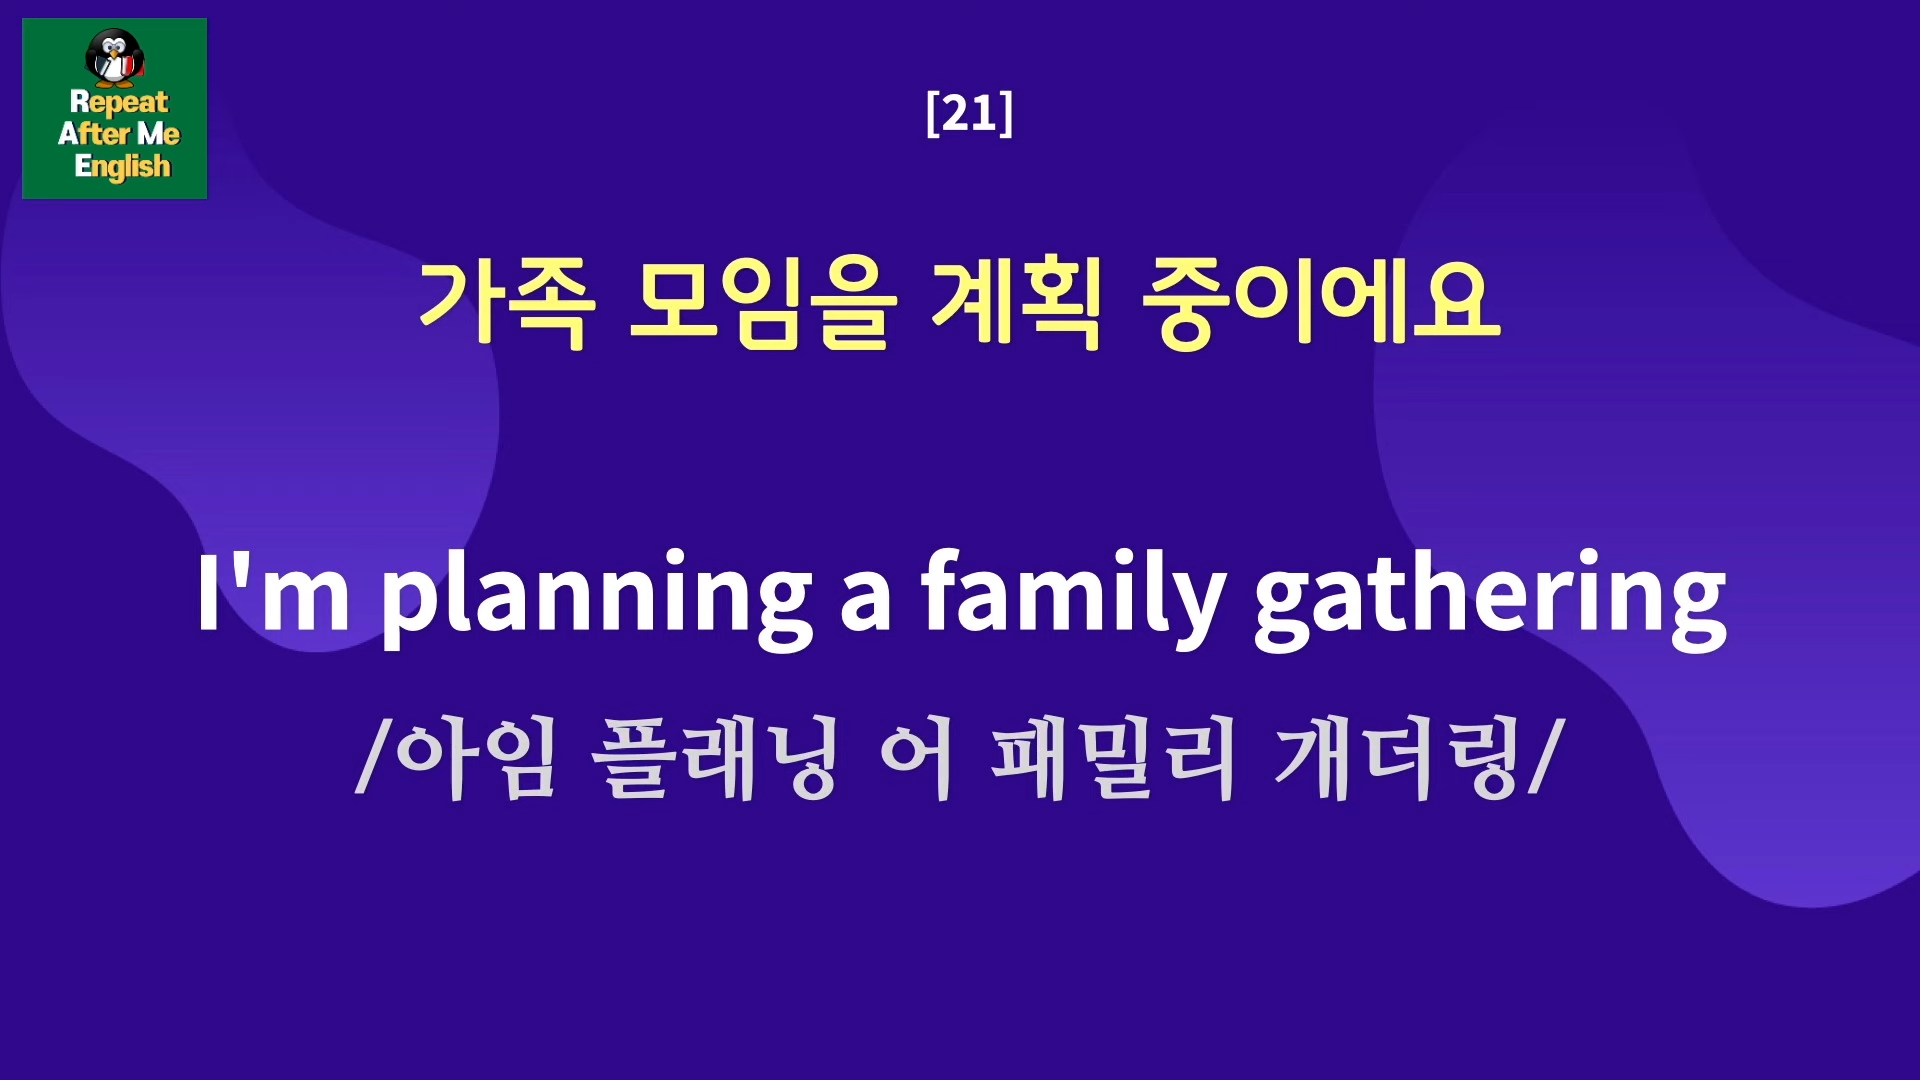 Repeat
After Me
English
[21]
가족 모임을 계획 중이에요
I'm planning a family gathering
/아임 플래닝 어 패밀리 개더링/